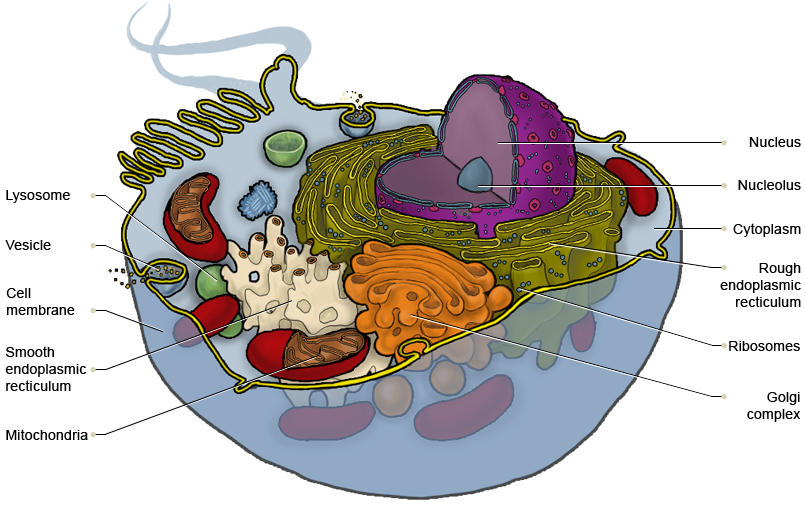 Lysosome
Vesicle
Cell
membrane
Smooth
endoplasmic
recticulum
Mitochondria
Nucleus
Nucleolus
Cytoplasm
Rough
endoplasmic
recticulum
Ribosomes
Golgi
complex